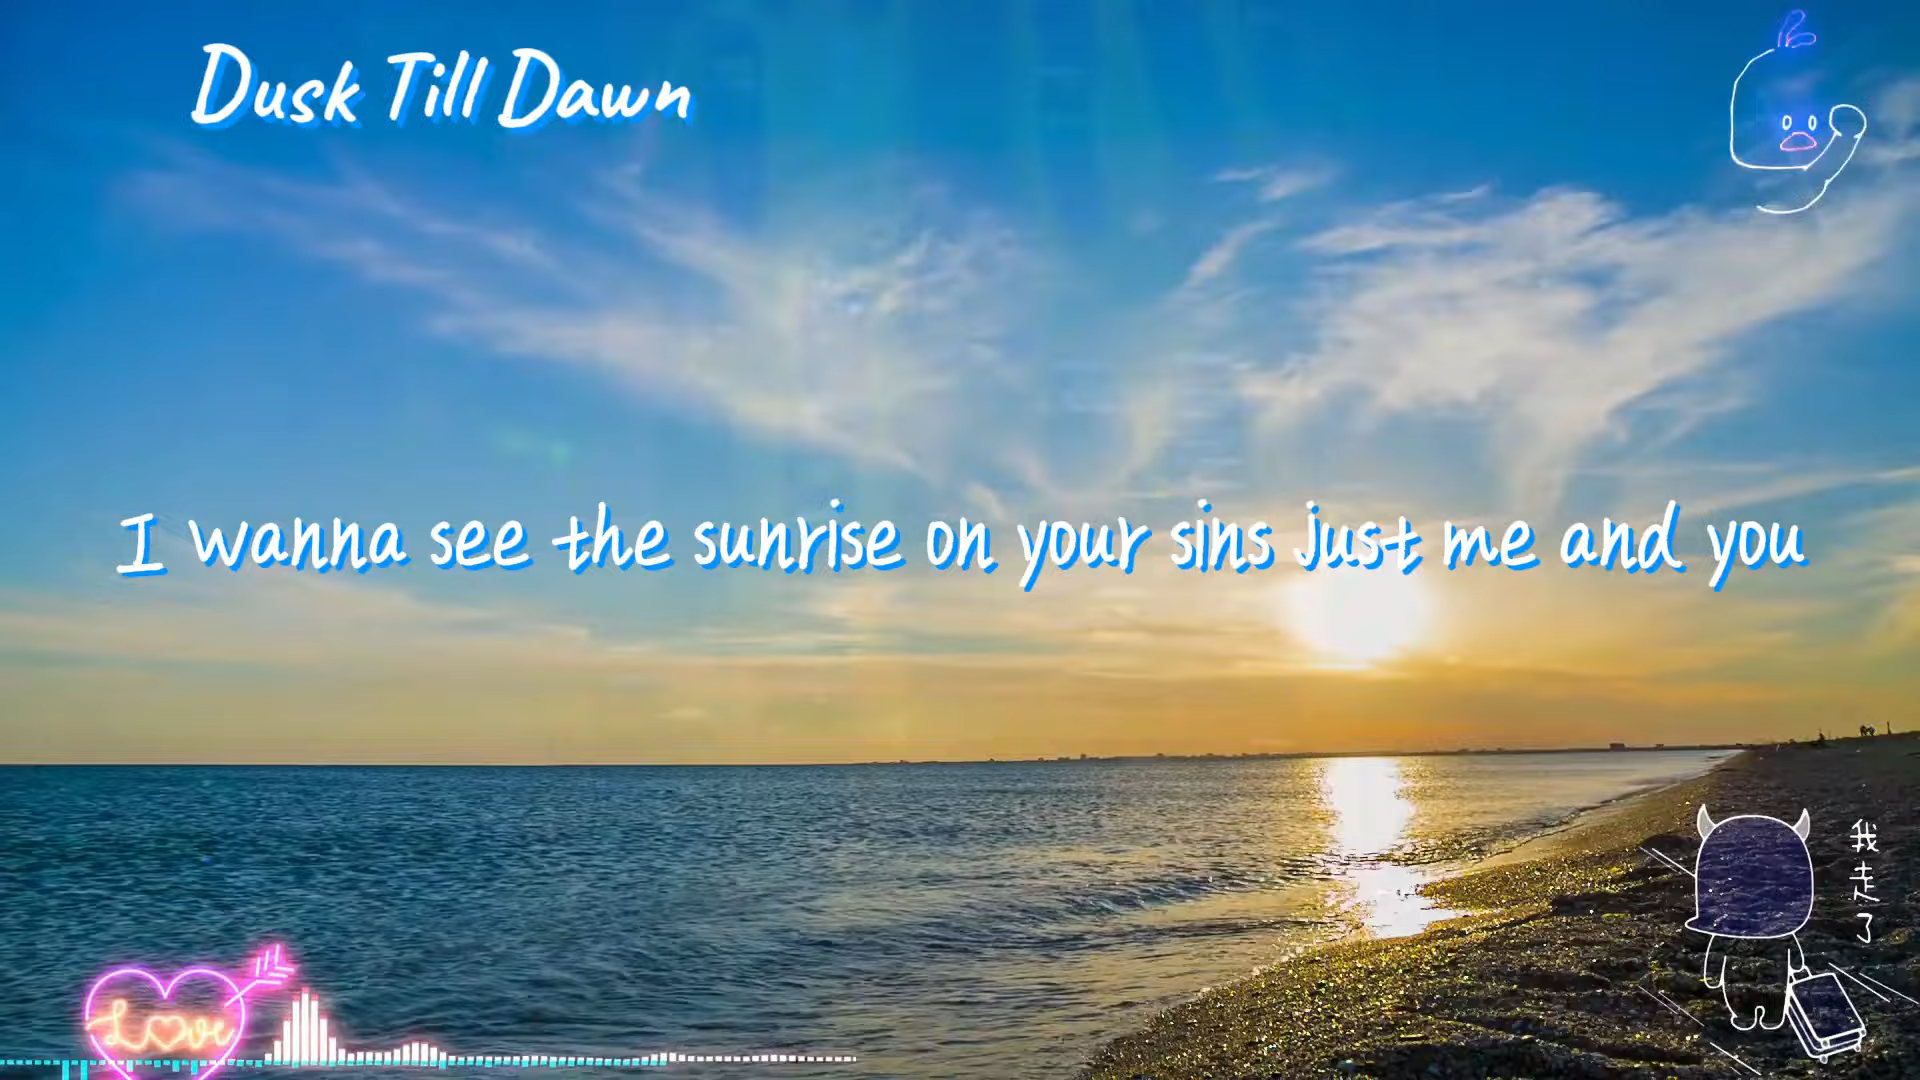 Dusk Till Dawn
I wanna see the sunrise on your sins just me and you
我走了
Love